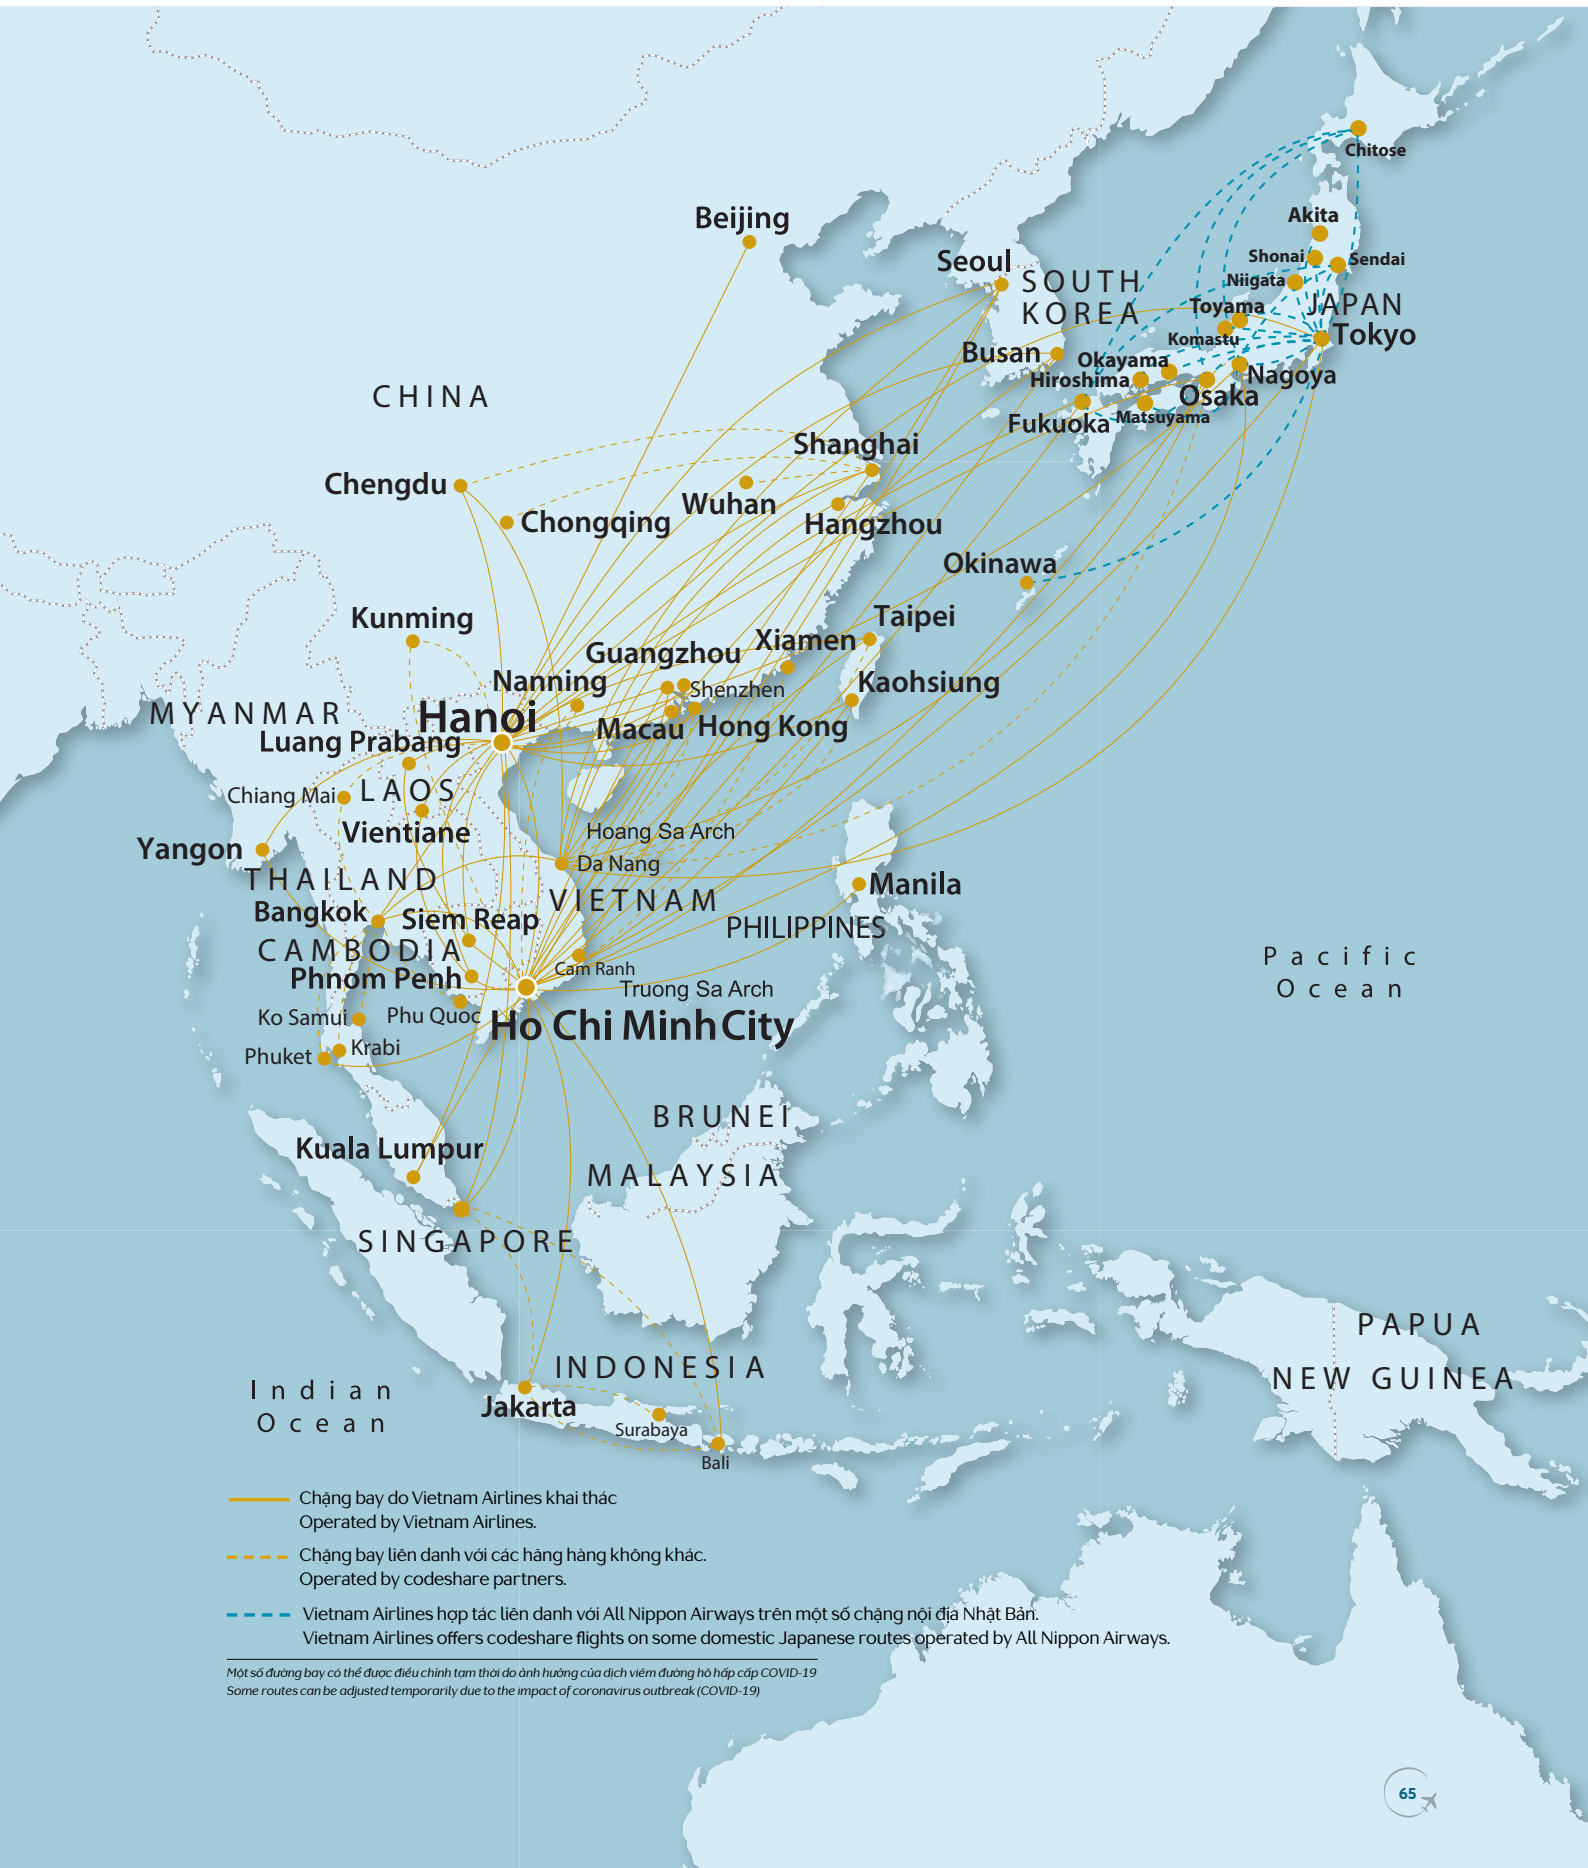 Chitose
Akita
Beijing
Shonai
Sendai
Seoul
SOUTH
KOREA
Niigata
JAPAN
Toyama
Tokyo
Komastu
Busan
Okayama
Hiroshima
Nagoya
Osaka
CHINA
Fukuoka
Matsuyama
Shanghai
Chengdu
Wuhan
Chongqing
Hangzhou
Okinawa
Kunming
Taipei
Xiamen
Guangzhou
Nanning
Shenzhen
Kaohsiung
MYANMAR
Hanoi
Macau
Hong Kong
Luang Prabang
Chiang Mai
LAOS
Vientiane
Hoang Sa Arch
Yangon
Da Nang
THAILAND
VIETNAM
Manila
Bangkok
Siem Reap
PHILIPPINES
CAMBODIA
Pacific
Ocean
Phnom Penh
Cam Ranh
Truong Sa Arch
Ko Samui
Phu Quoc
Ho Chi Minh City
Phuket
Krabi
BRUNEI
Kuala Lumpur
MALAYSIA
SINGAPORE
PAPUA
NEW GUINEA
INDONESIA
Indian
Ocean
Jakarta
Surabaya
Bali
Chặng bay do Vietnam Airlines khai thác
Operated by Vietnam Airlines.
Chặng bay liên danh với các hãng hàng không khác.
Operated by codeshare partners.
Vietnam Airlines hợp tác liên danh với All Nippon Airways trên một số chặng nội địa Nhật Bản.
Vietnam Airlines offers codeshare flights on some domestic Japanese routes operated by All Nippon Airways.
Một số đường bay có thể được điều chỉnh tạm thời do ảnh hưởng của dịch viêm đường hô hấp cấp COVID-19
Some routes can be adjusted temporarily due to the impact of coronavirus outbreak (COVID-19)
65